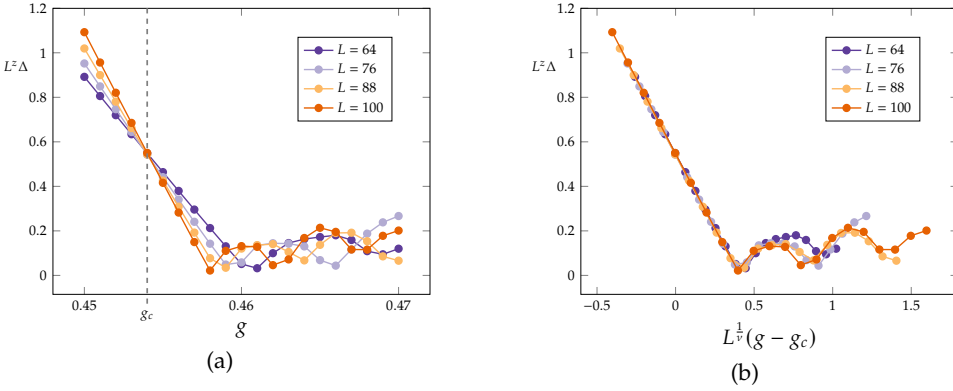 1.2
1
0.8
0.6
0.4
0.2
0
L^z Δ
L = 64
L = 76
L = 88
L = 100
0.45
g_c
0.46
0.47
g
(a)
1.2
1
0.8
0.6
0.4
0.2
0
L^z Δ
L = 64
L = 76
L = 88
L = 100
−0.5
0
0.5
1
1.5
L^{1/ν}(g − g_c)
(b)